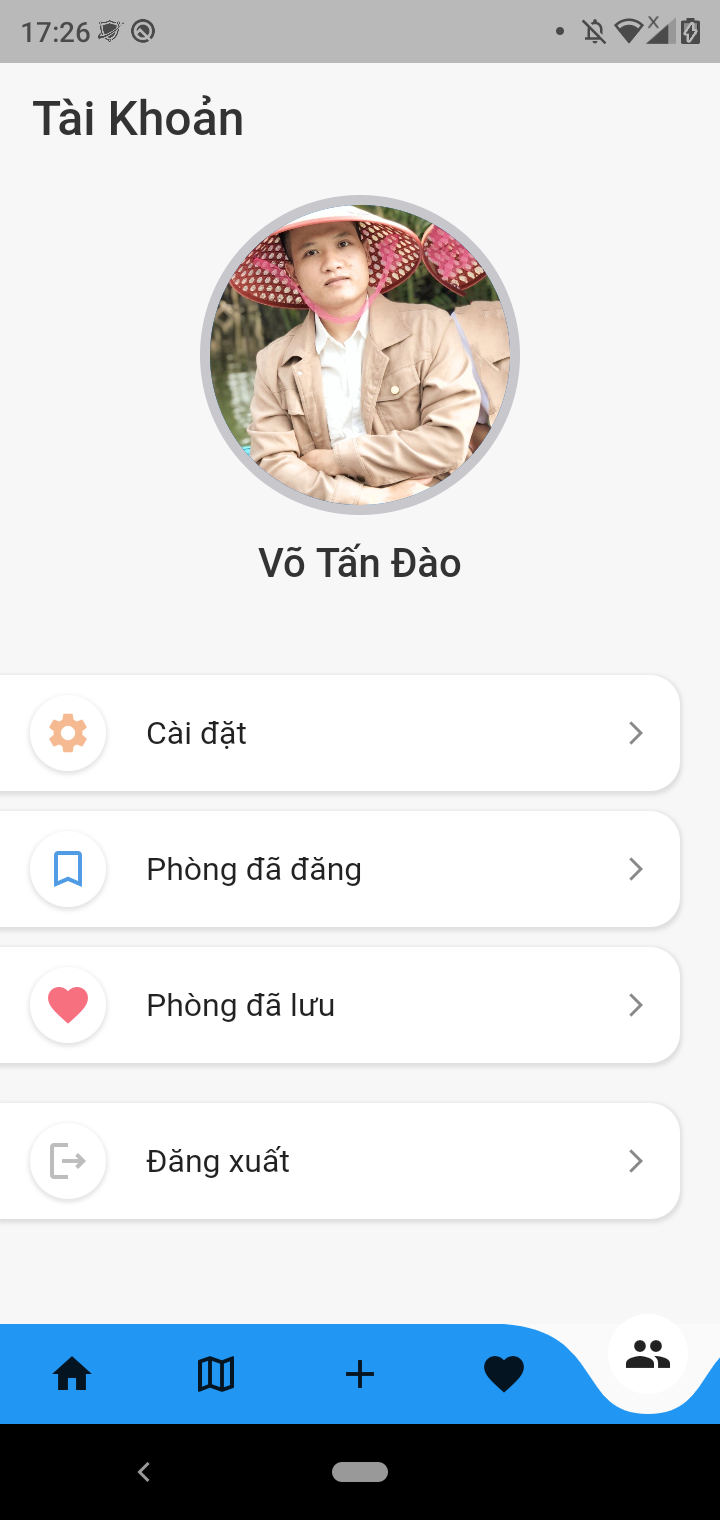 17:26
Tài Khoản
Võ Tấn Đào
Cài đặt
Phòng đã đăng
Phòng đã lưu
Đăng xuất